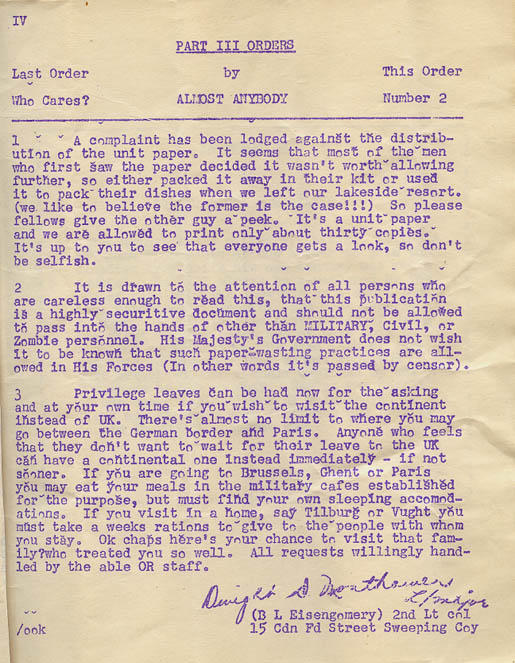 IV
PART III ORDERS
Last Order by This Order
Who Cares? ALMOST ANYBODY Number 2
1 A complaint has been lodged against the distrib-
ution of the unit paper. It seems that most of the men
who first saw the paper decided it wasn't worth allowing
further, so either packed it away in their kit or used
it to pack their dishes when we left our lakeside resort.
(we like to believe the former is the case!!!) So please
fellows give the other guy a peek. It's a unit paper
and we are allowed to print only about thirty copies.
It's up to you to see that everyone gets a look, so don't
be selfish.
2 It is drawn to the attention of all persons who
are careless enough to read this, that this publication
is a highly securitive document and should not be allowed
to pass into the hands of other than MILITARY, Civil, or
Zombie personnel. His Majesty's Government does not wish
it to be known that such paper-wasting practices are all-
owed in His Forces (In other words it's passed by censor).
3 Privilege leaves can be had now for the asking
and at your own time if you wish to visit the continent
instead of UK. There's almost no limit to where you may
go between the German border and Paris. Anyone who feels
that they don't want to wait for their leave to the UK
can have a continental one instead immediately - if not
sooner. If you are going to Brussels, Ghent or Paris
you may eat your meals in the military cafes established
for the purpose, but must find your own sleeping accomod-
ations. If you visit in a home, say Tilburg or Vught you
must take a weeks rations to give to the people with whom
you stay. Ok chaps here's your chance to visit that fam-
ily?who treated you so well. All requests willingly hand-
led by the able OR staff.
Dwight D Monthowers
L/major
(B L Eisengomery) 2nd Lt col
/ook 15 Cdn Fd Street Sweeping Coy